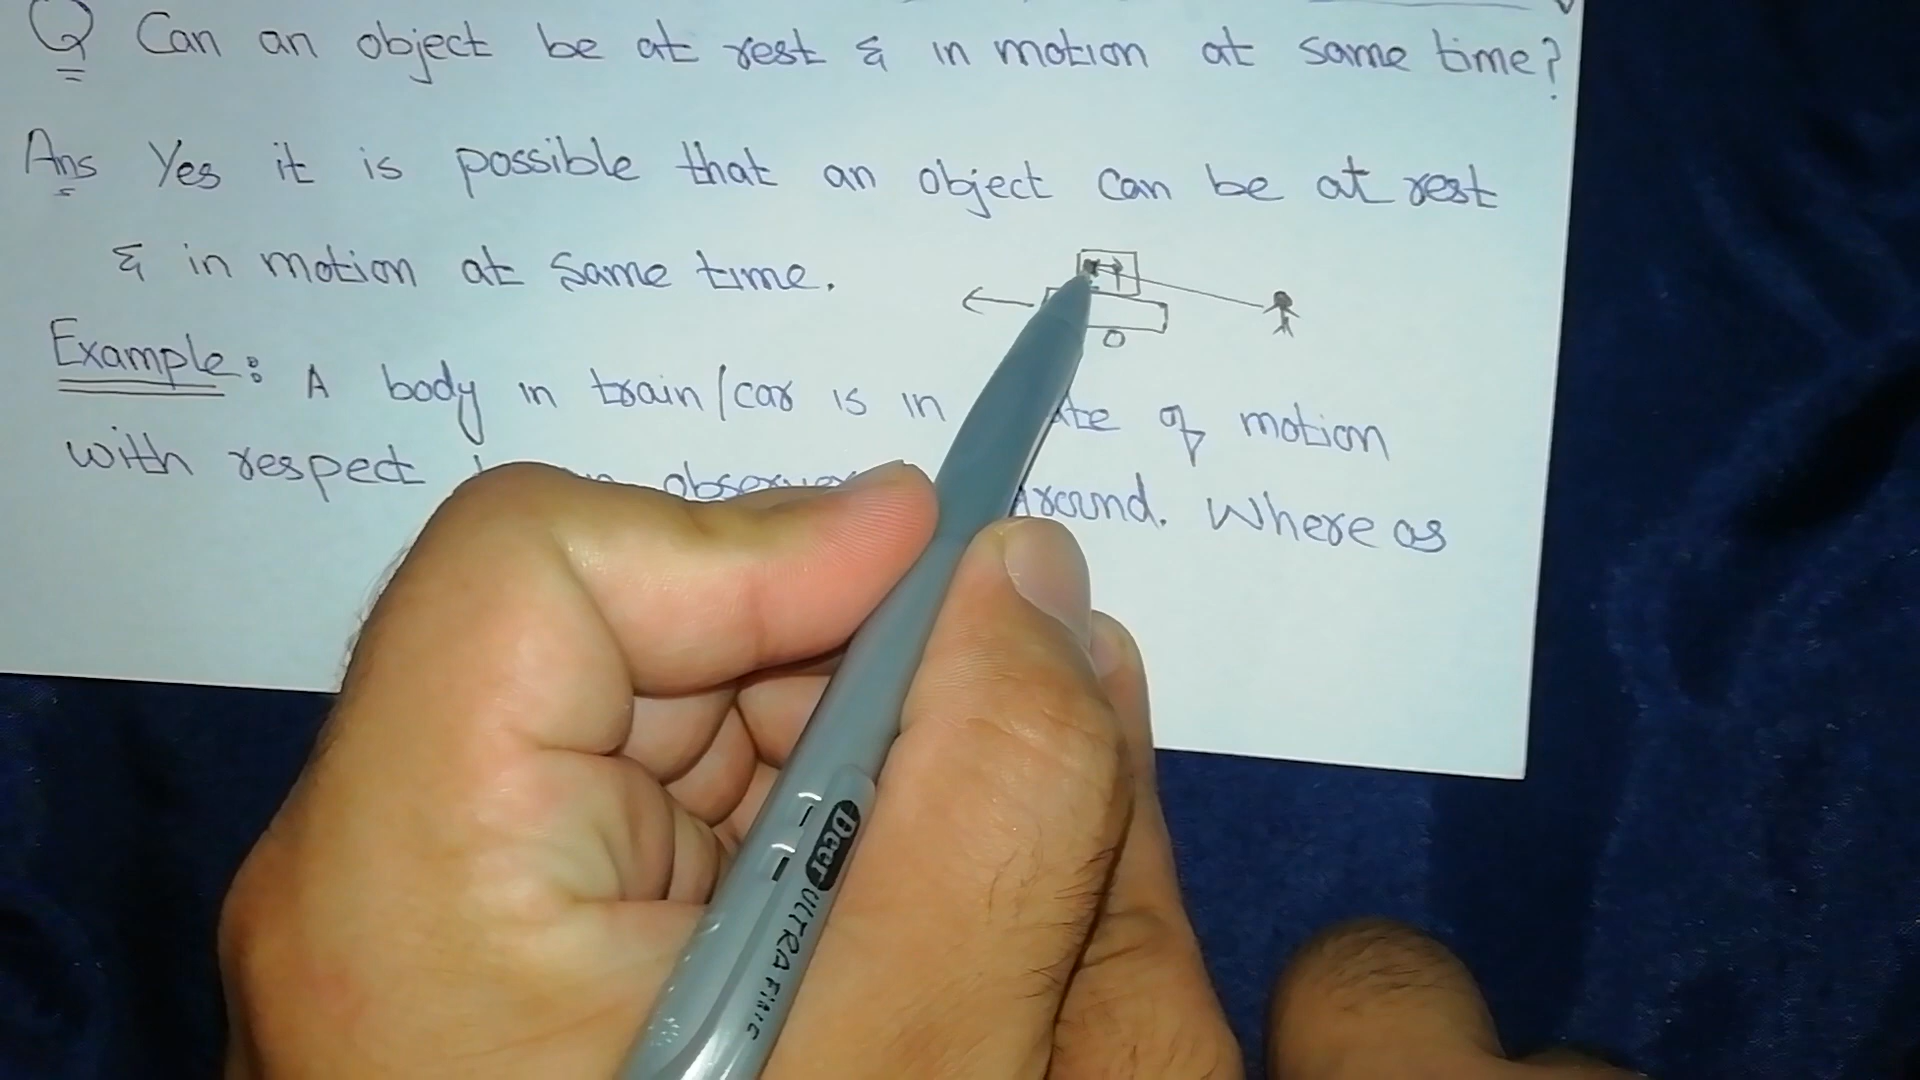 Q Can an object be at rest & in motion at same time?
Ans Yes it is possible that an object can be at rest
& in motion at same time.
Example: A body in train/car is in of motion
with respect Ground. Where as
Deer ULTRA FINE